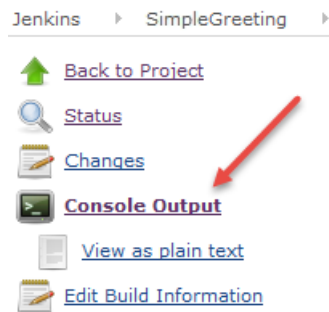 Jenkins SimpleGreeting
Back to Project
Status
Changes
Console Output
View as plain text
Edit Build Information